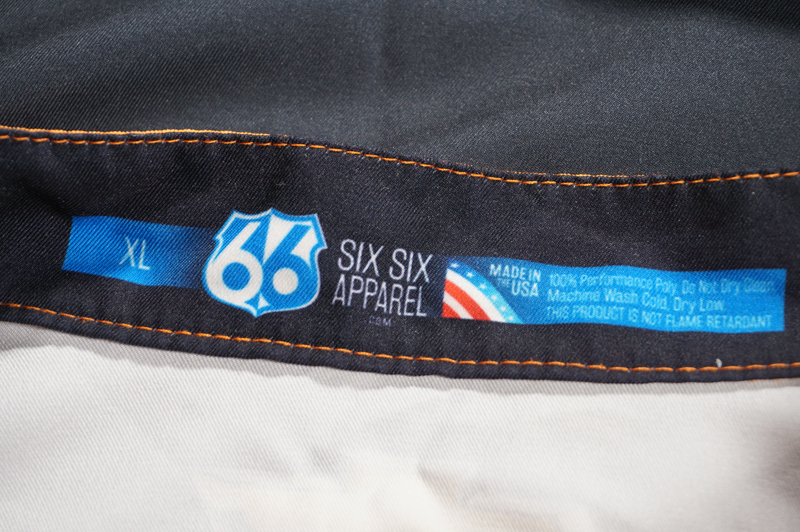 XL
66
SIX SIX
APPAREL
.COM
MADE IN
THE USA
100% Performance Poly. Do Not Dry Clean.
Machine Wash Cold. Dry Low.
THIS PRODUCT IS NOT FLAME RETARDANT